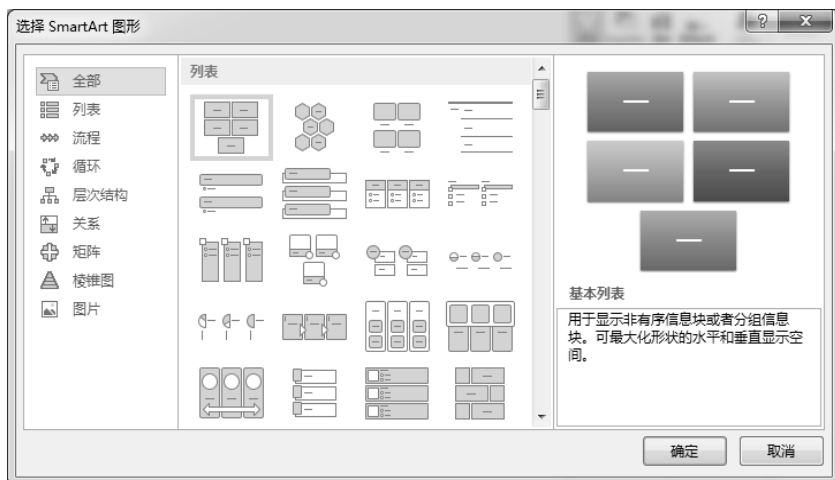 选择 SmartArt 图形
全部
列表
流程
循环
层次结构
关系
矩阵
棱锥图
图片
列表
基本列表
用于显示非有序信息块或者分组信息
块。可最大化形状的水平和垂直显示空
间。
确定
取消